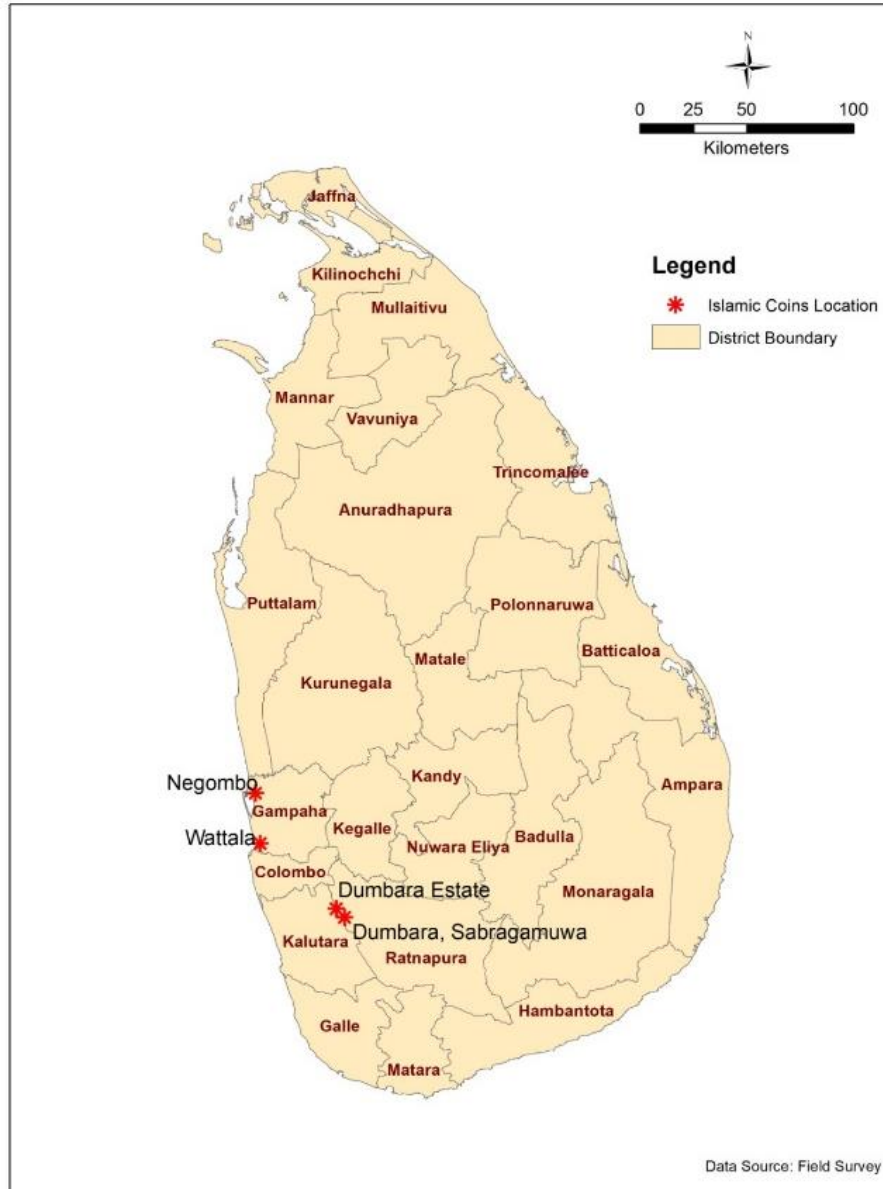 N
0 25 50 100
Kilometers
Jaffna
Kilinochchi
Mullaitivu
Legend
Islamic Coins Location
District Boundary
Mannar
Vavuniya
Trincomalee
Anuradhapura
Puttalam
Polonnaruwa
Batticaloa
Matale
Kurunegala
Kandy
Ampara
Negombo
Gampaha
Kegalle
Wattala
Nuwara Eliya
Badulla
Colombo
Monaragala
Dumbara Estate
Dumbara, Sabragamuwa
Kalutara
Ratnapura
Hambantota
Galle
Matara
Data Source: Field Survey